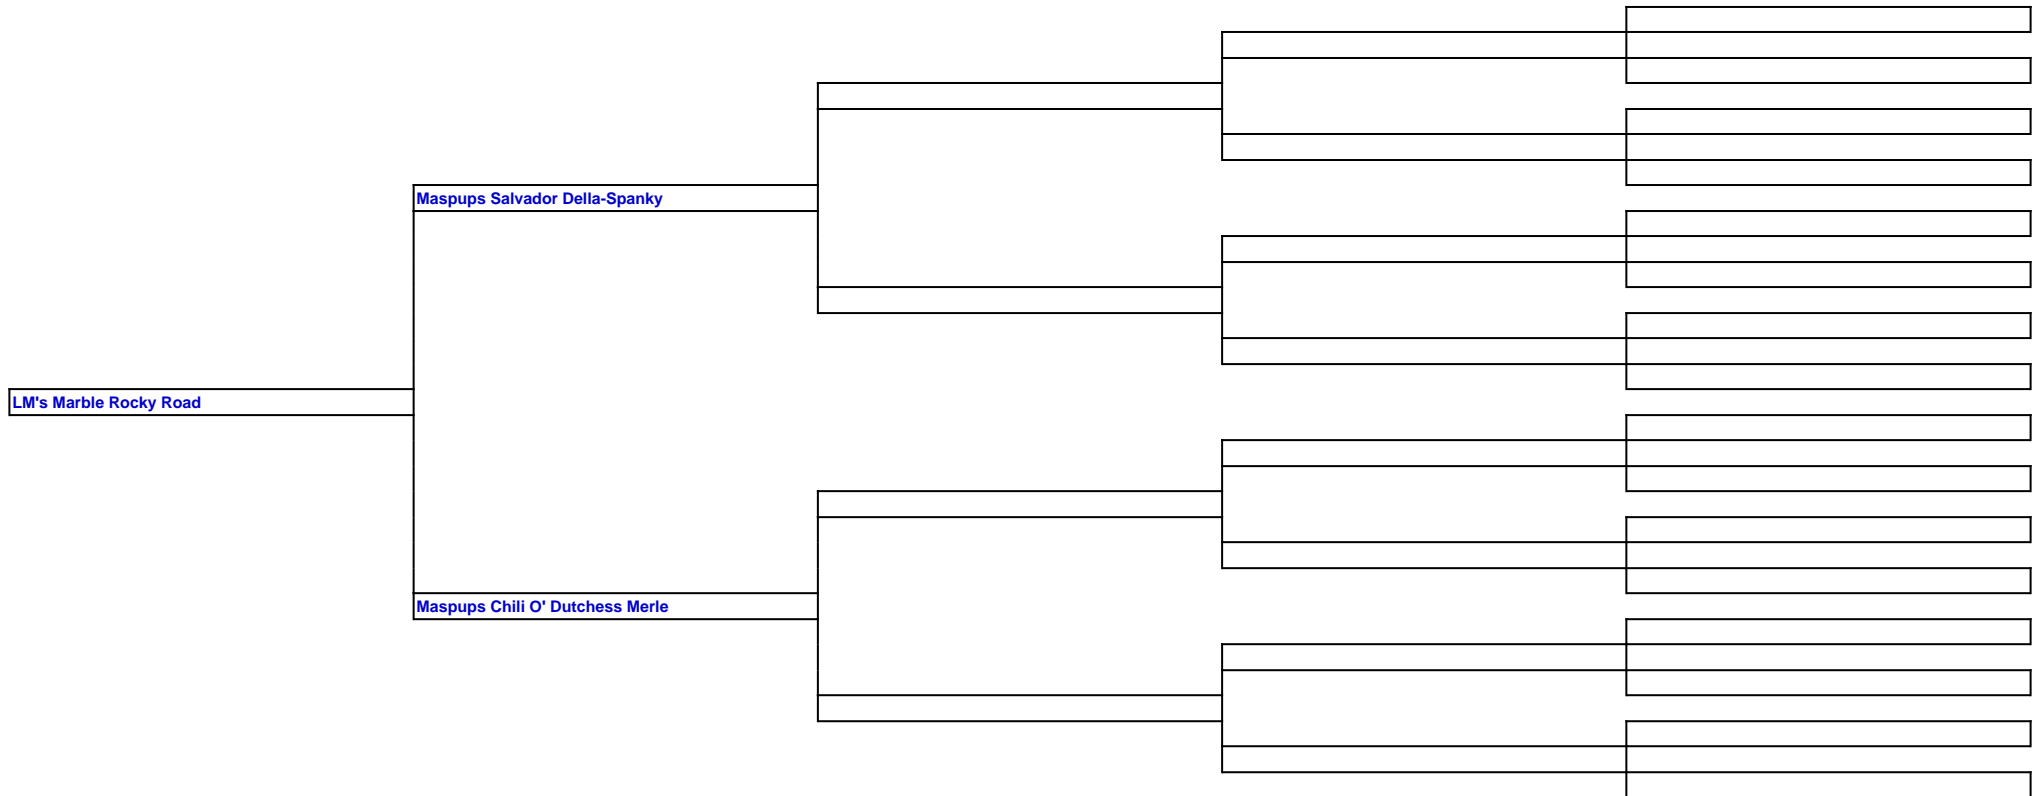 Maspups Salvador Della-Spanky
LM's Marble Rocky Road
Maspups Chili O' Dutchess Merle